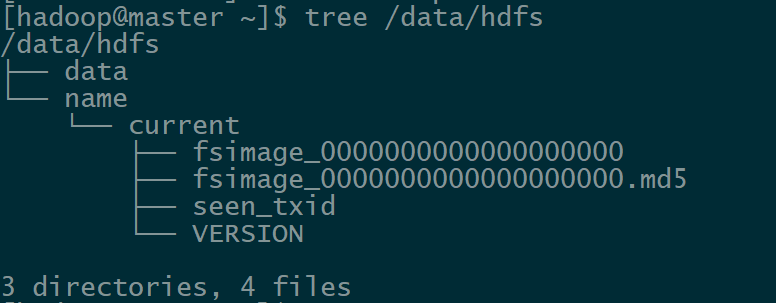 [hadoop@master ~]$ tree /data/hdfs
/data/hdfs
├── data
└── name
    └── current
        ├── fsimage_0000000000000000000
        ├── fsimage_0000000000000000000.md5
        ├── seen_txid
        └── VERSION

3 directories, 4 files